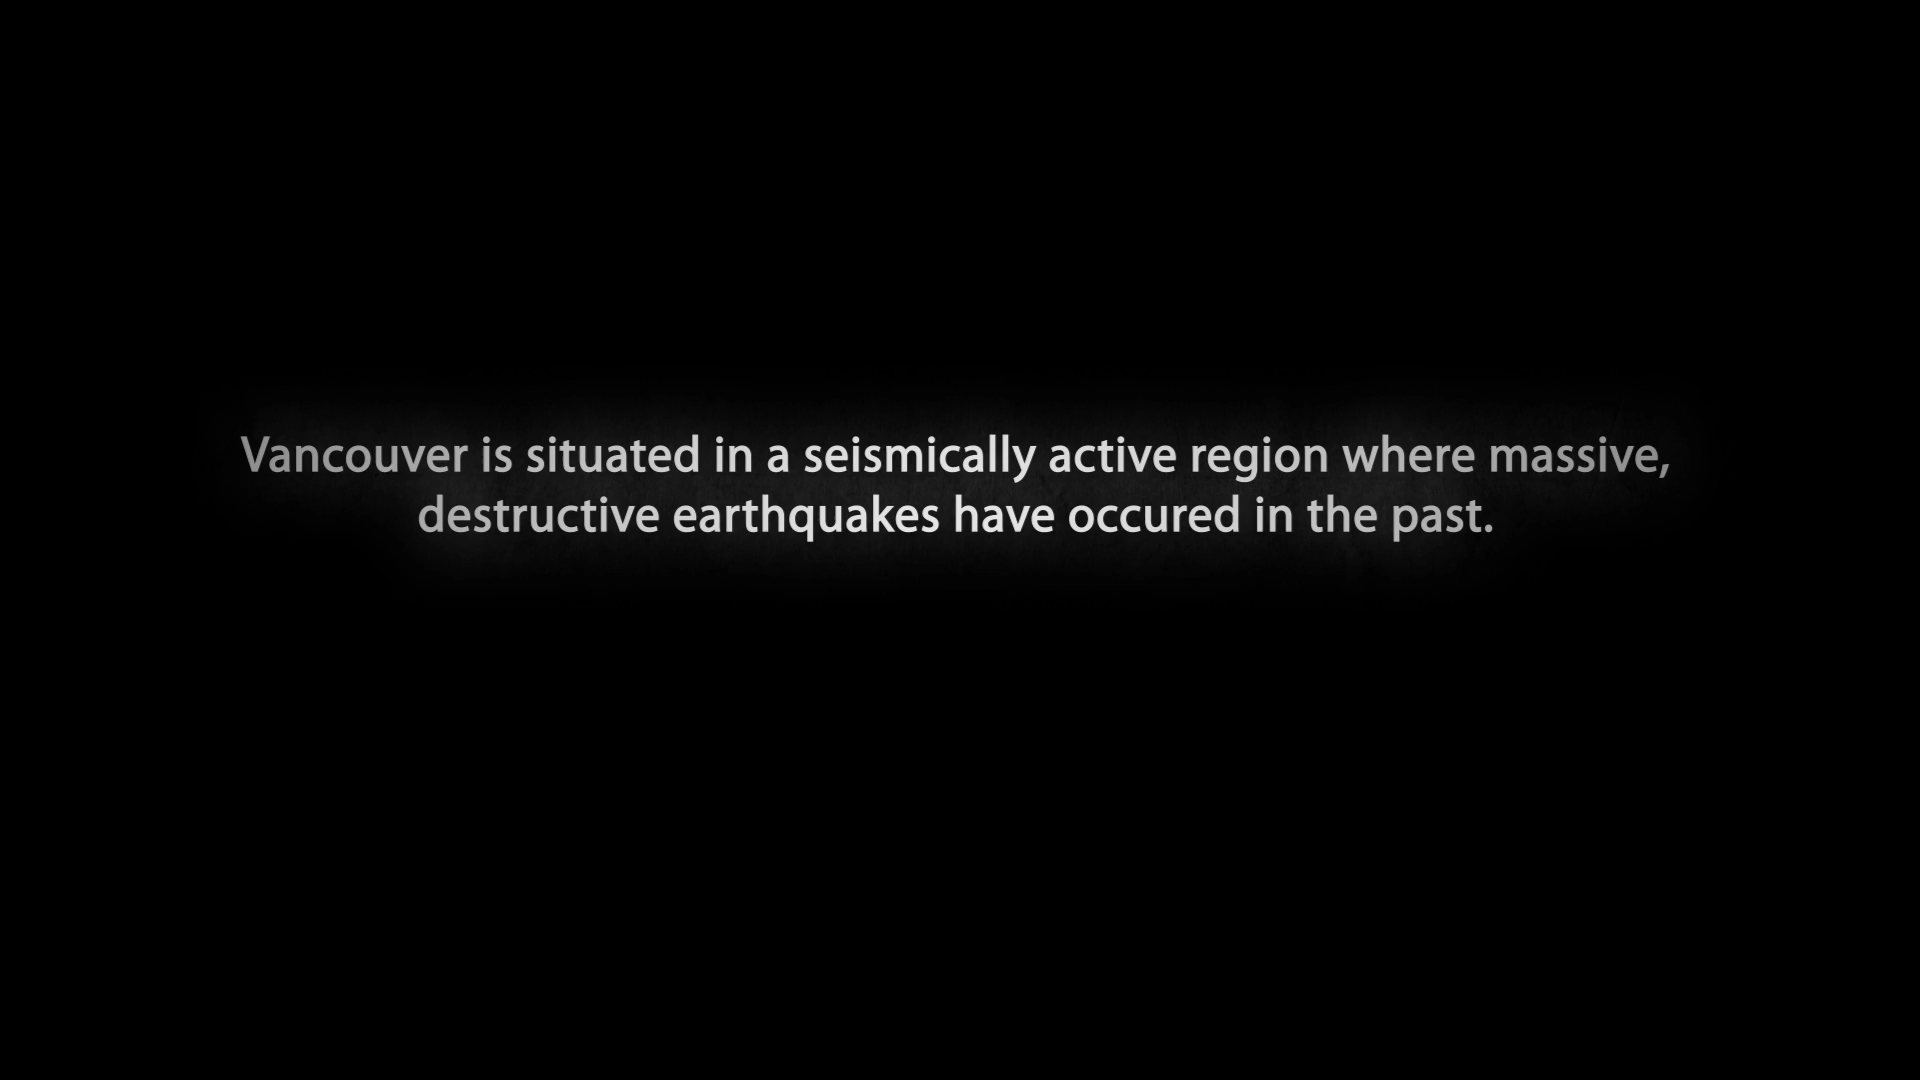 Vancouver is situated in a seismically active region where massive,
destructive earthquakes have occured in the past.